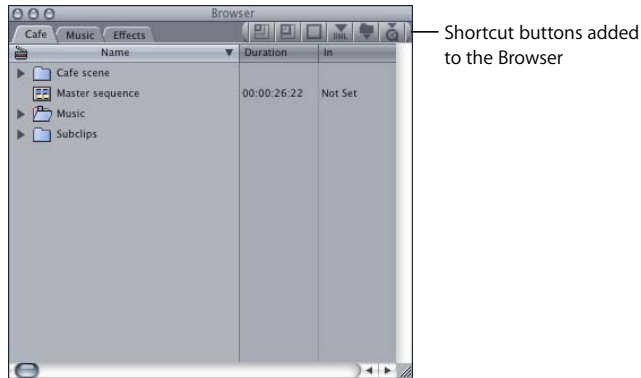 Browser
Cafe Music Effects
XML
Name Duration In
Cafe scene
Master sequence 00:00:26:22 Not Set
Music
Subclips
Shortcut buttons added
to the Browser